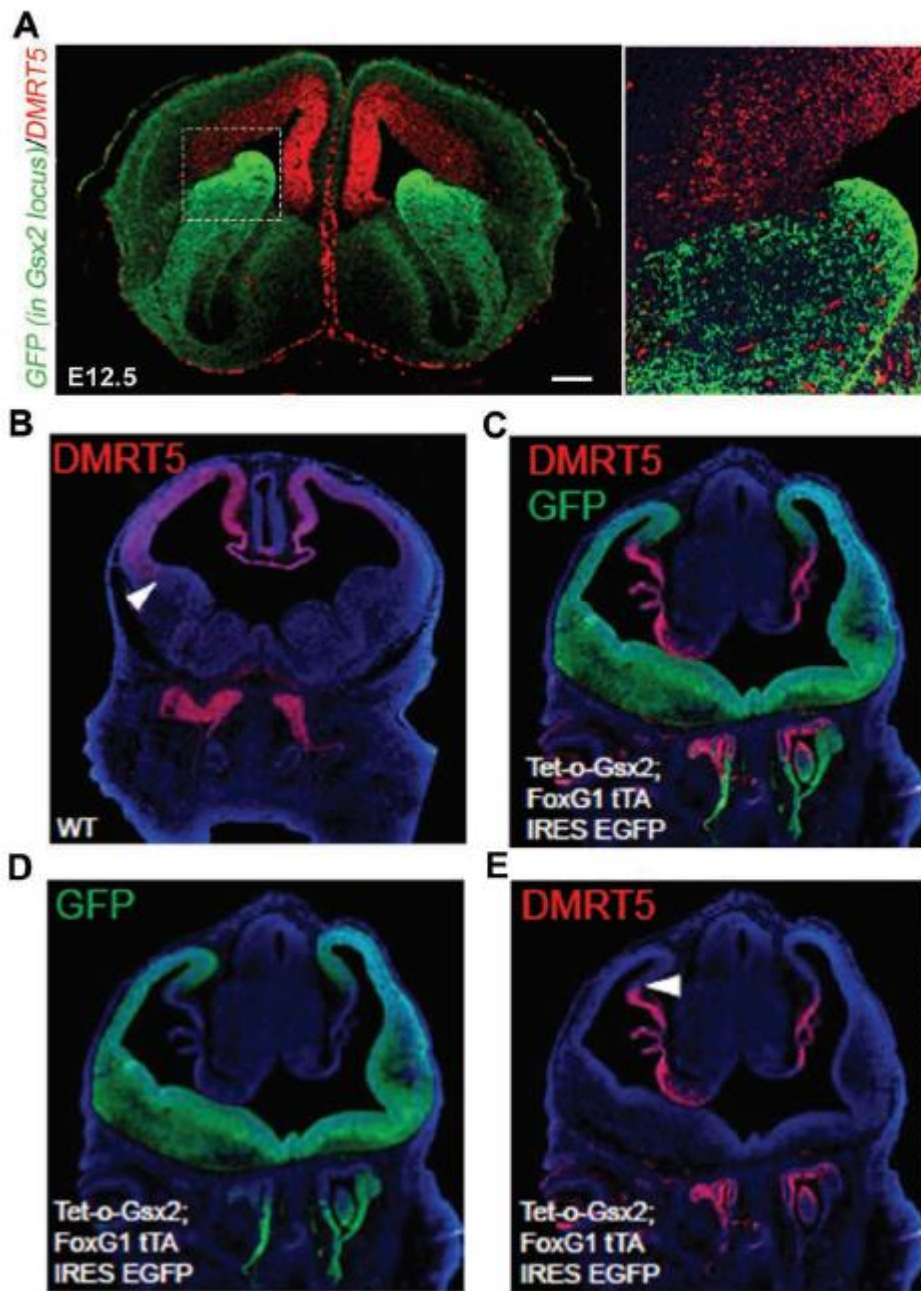 A
GFP (in Gsx2 locus)/DMRT5
E12.5
B
DMRT5
WT
C
DMRT5
GFP
Tet-o-Gsx2;
FoxG1 tTA
IRES EGFP
D
GFP
Tet-o-Gsx2;
FoxG1 tTA
IRES EGFP
E
DMRT5
Tet-o-Gsx2;
FoxG1 tTA
IRES EGFP